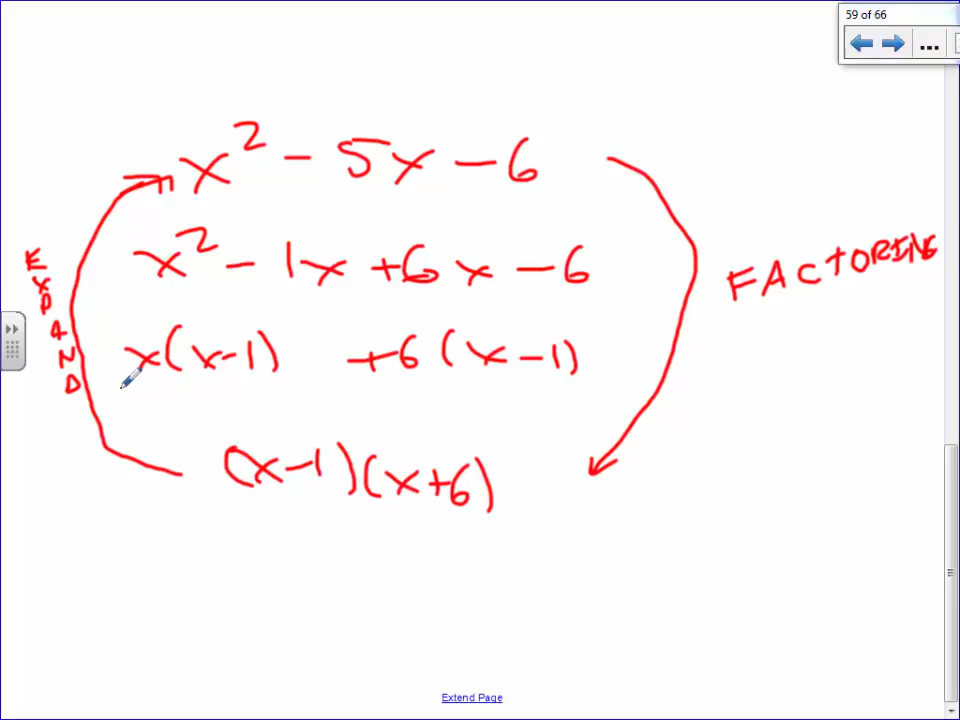 59 of 66
...
x² - 5x - 6
x² - 1x + 6x - 6
FACTORING
EXPAND
x(x-1) + 6(x-1)
(x-1)(x+6)
Extend Page